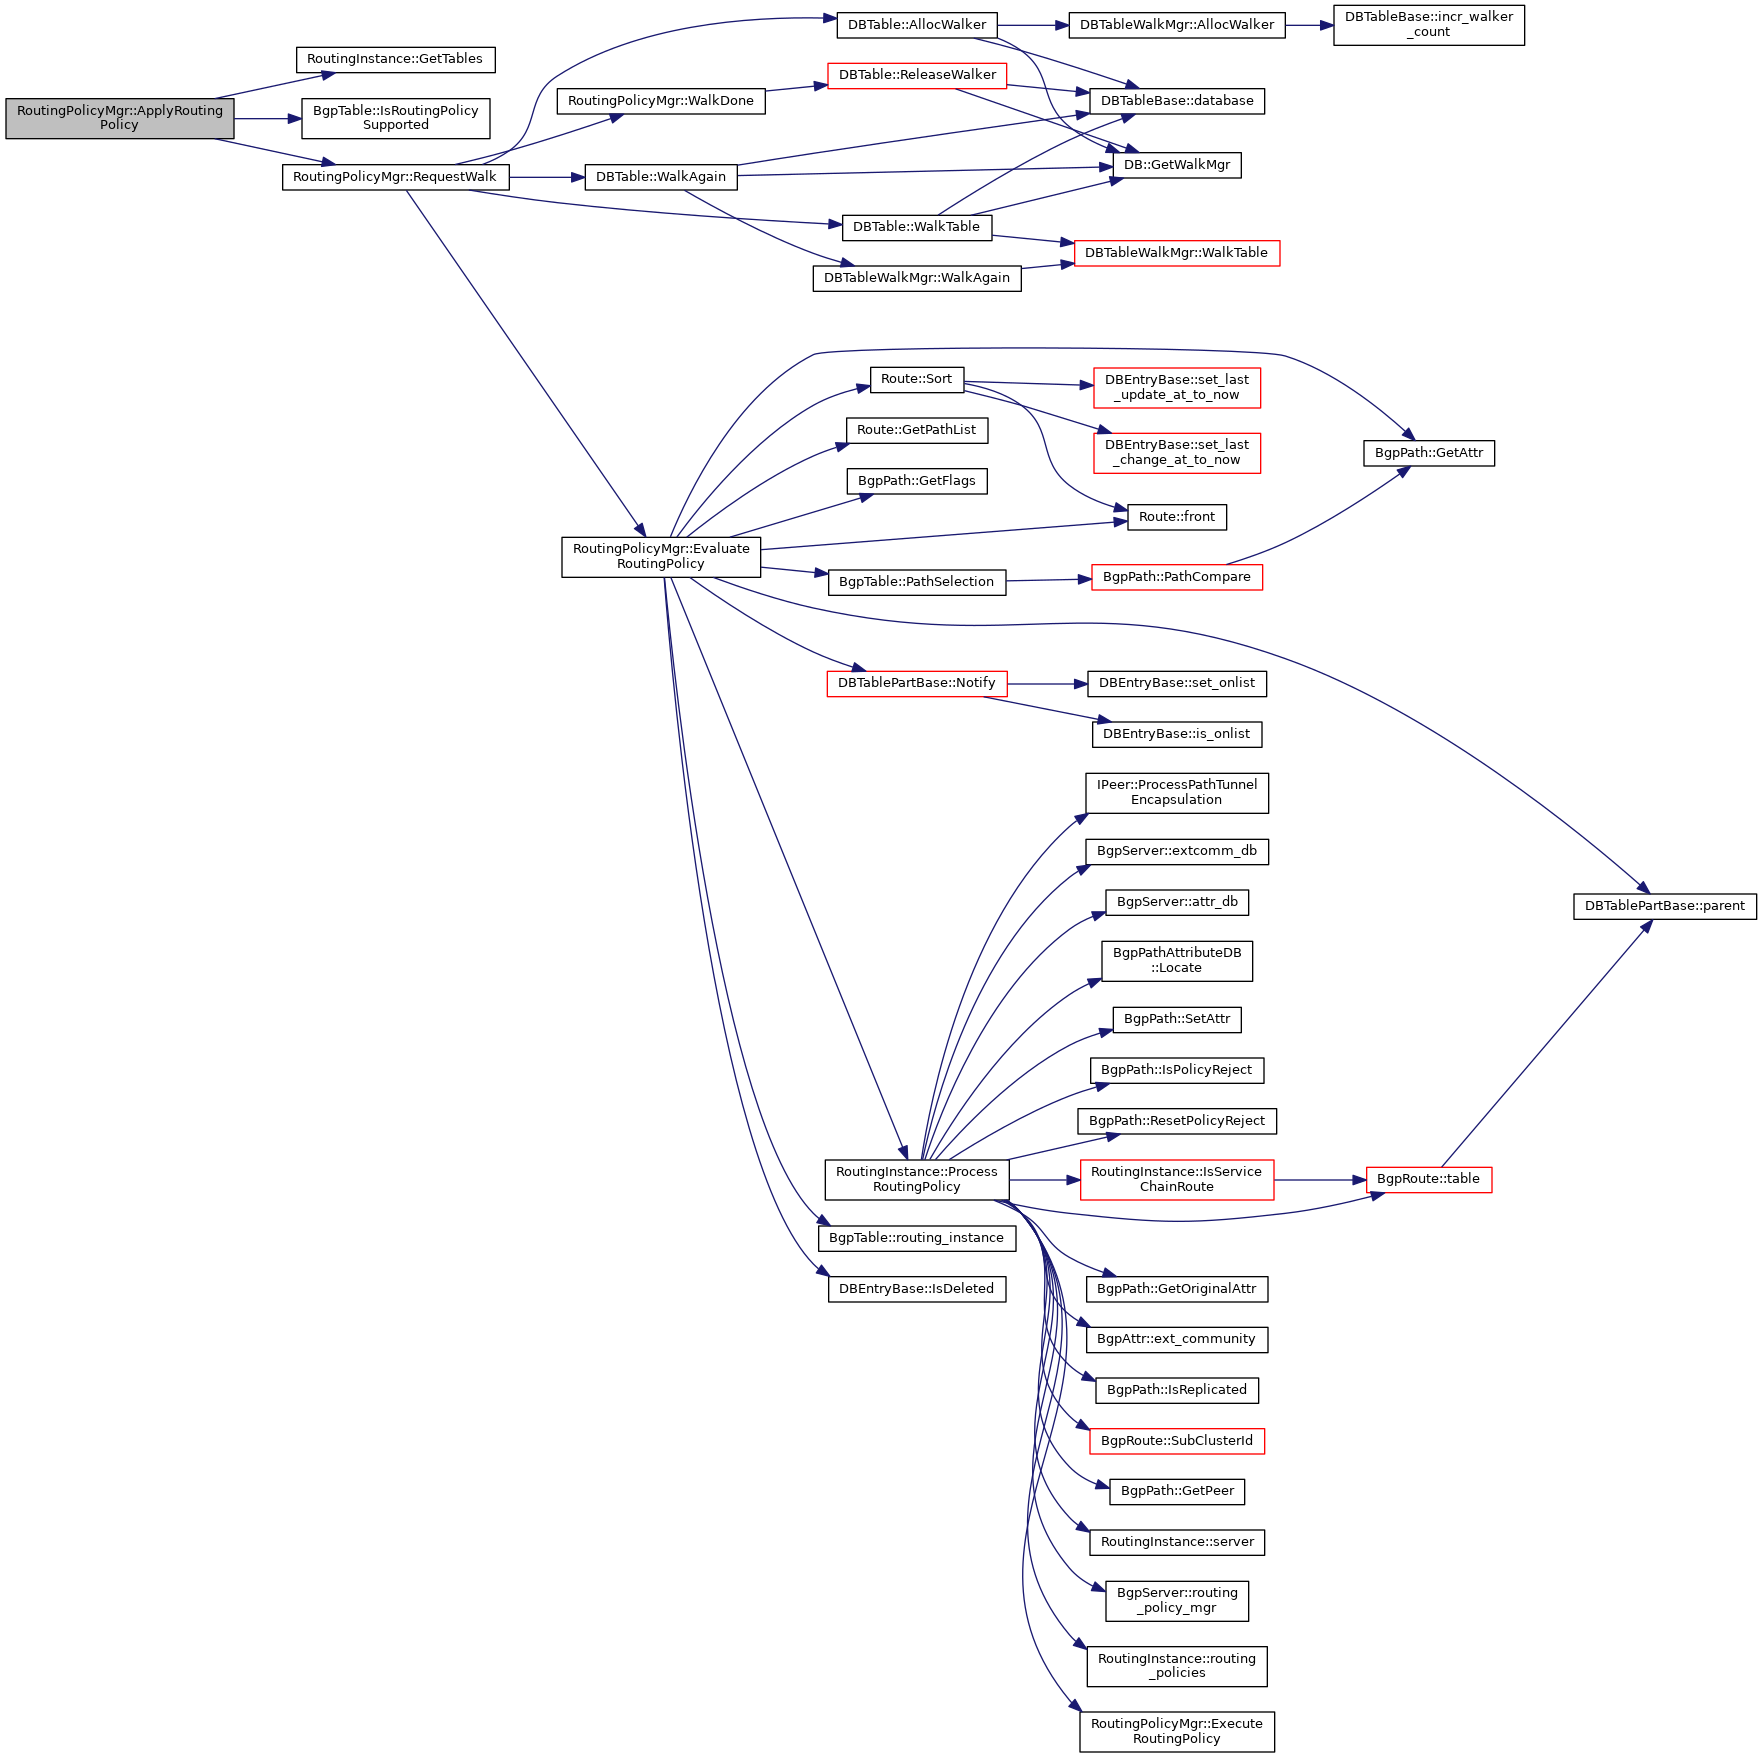 RoutingPolicyMgr::ApplyRouting
Policy
RoutingInstance::GetTables
BgpTable::IsRoutingPolicy
Supported
RoutingPolicyMgr::RequestWalk
DBTable::AllocWalker
DBTableWalkMgr::AllocWalker
DBTableBase::incr_walker
_count
RoutingPolicyMgr::WalkDone
DBTable::ReleaseWalker
DBTableBase::database
DBTable::WalkAgain
DB::GetWalkMgr
DBTable::WalkTable
DBTableWalkMgr::WalkTable
DBTableWalkMgr::WalkAgain
Route::Sort
DBEntryBase::set_last
_update_at_to_now
Route::GetPathList
DBEntryBase::set_last
_change_at_to_now
BgpPath::GetAttr
BgpPath::GetFlags
Route::front
RoutingPolicyMgr::Evaluate
RoutingPolicy
BgpTable::PathSelection
BgpPath::PathCompare
DBTablePartBase::Notify
DBEntryBase::set_onlist
DBEntryBase::is_onlist
IPeer::ProcessPathTunnel
Encapsulation
BgpServer::extcomm_db
BgpServer::attr_db
DBTablePartBase::parent
BgpPathAttributeDB
::Locate
BgpPath::SetAttr
BgpPath::IsPolicyReject
BgpPath::ResetPolicyReject
RoutingInstance::Process
RoutingPolicy
RoutingInstance::IsService
ChainRoute
BgpRoute::table
BgpTable::routing_instance
DBEntryBase::IsDeleted
BgpPath::GetOriginalAttr
BgpAttr::ext_community
BgpPath::IsReplicated
BgpRoute::SubClusterId
BgpPath::GetPeer
RoutingInstance::server
BgpServer::routing
_policy_mgr
RoutingInstance::routing
_policies
RoutingPolicyMgr::Execute
RoutingPolicy